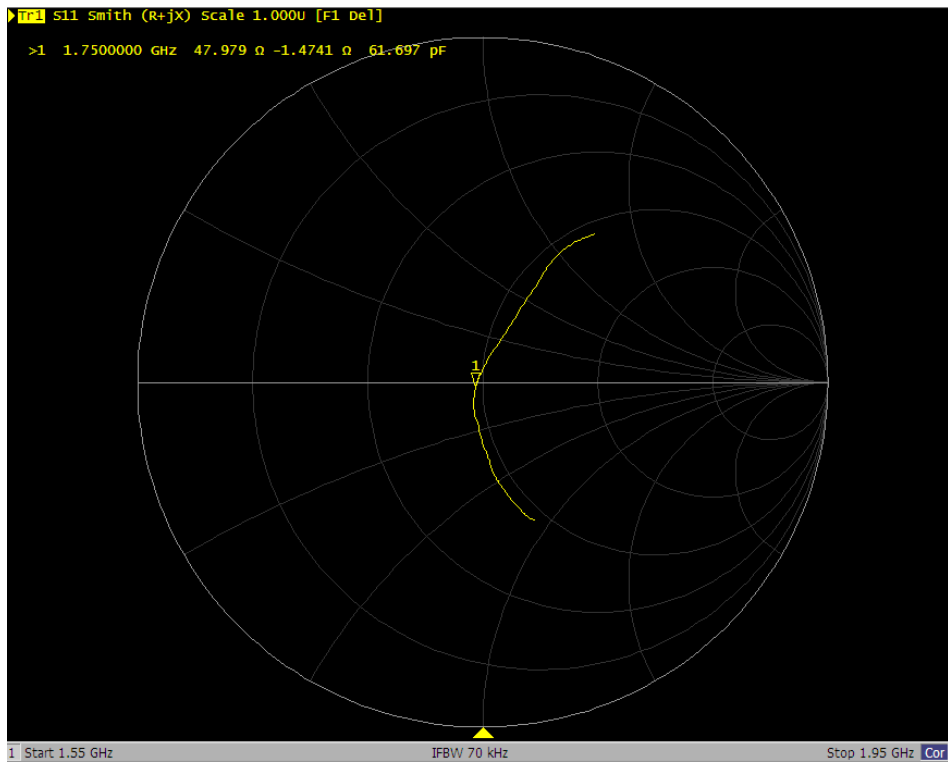 Tr1 S11 Smith (R+jX) Scale 1.000U [F1 Del]
>1 1.7500000 GHz 47.979 Ω -1.4741 Ω 61.697 pF
1
1 Start 1.55 GHz IFBW 70 kHz Stop 1.95 GHz Cor